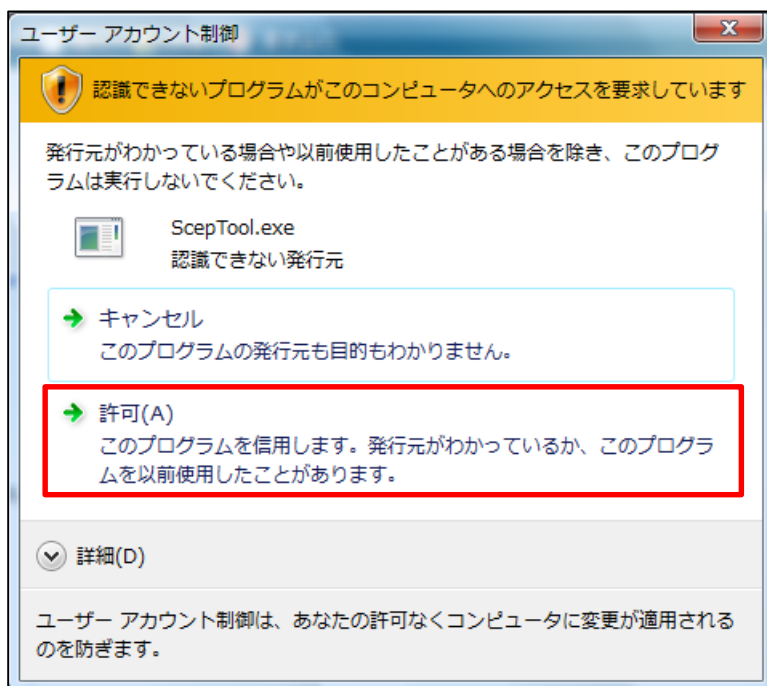 ユーザー アカウント制御
認識できないプログラムがこのコンピュータへのアクセスを要求しています
発行元がわかっている場合や以前使用したことがある場合を除き、このプログ
ラムは実行しないでください。
ScepTool.exe
認識できない発行元
キャンセル
このプログラムの発行元も目的もわかりません。
許可(A)
このプログラムを信用します。発行元がわかっているか、このプログラ
ムを以前使用したことがあります。
詳細(D)
ユーザー アカウント制御は、あなたの許可なくコンピュータに変更が適用される
のを防ぎます。